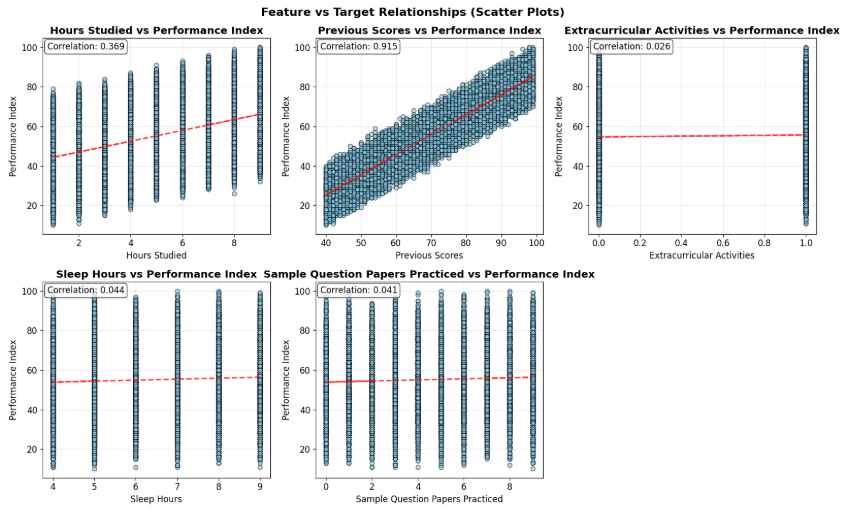 Feature vs Target Relationships (Scatter Plots)
Hours Studied vs Performance Index
Correlation: 0.369
100
80
60
40
20
Performance Index
2
4
6
8
Hours Studied
Previous Scores vs Performance Index
Correlation: 0.915
100
80
60
40
20
Performance Index
40
50
60
70
80
90
100
Previous Scores
Extracurricular Activities vs Performance Index
Correlation: 0.026
100
80
60
40
20
Performance Index
0.0
0.2
0.4
0.6
0.8
1.0
Extracurricular Activities
Sleep Hours vs Performance Index
Correlation: 0.044
100
80
60
40
20
Performance Index
4
5
6
7
8
9
Sleep Hours
Sample Question Papers Practiced vs Performance Index
Correlation: 0.041
100
80
60
40
20
Performance Index
0
2
4
6
8
Sample Question Papers Practiced